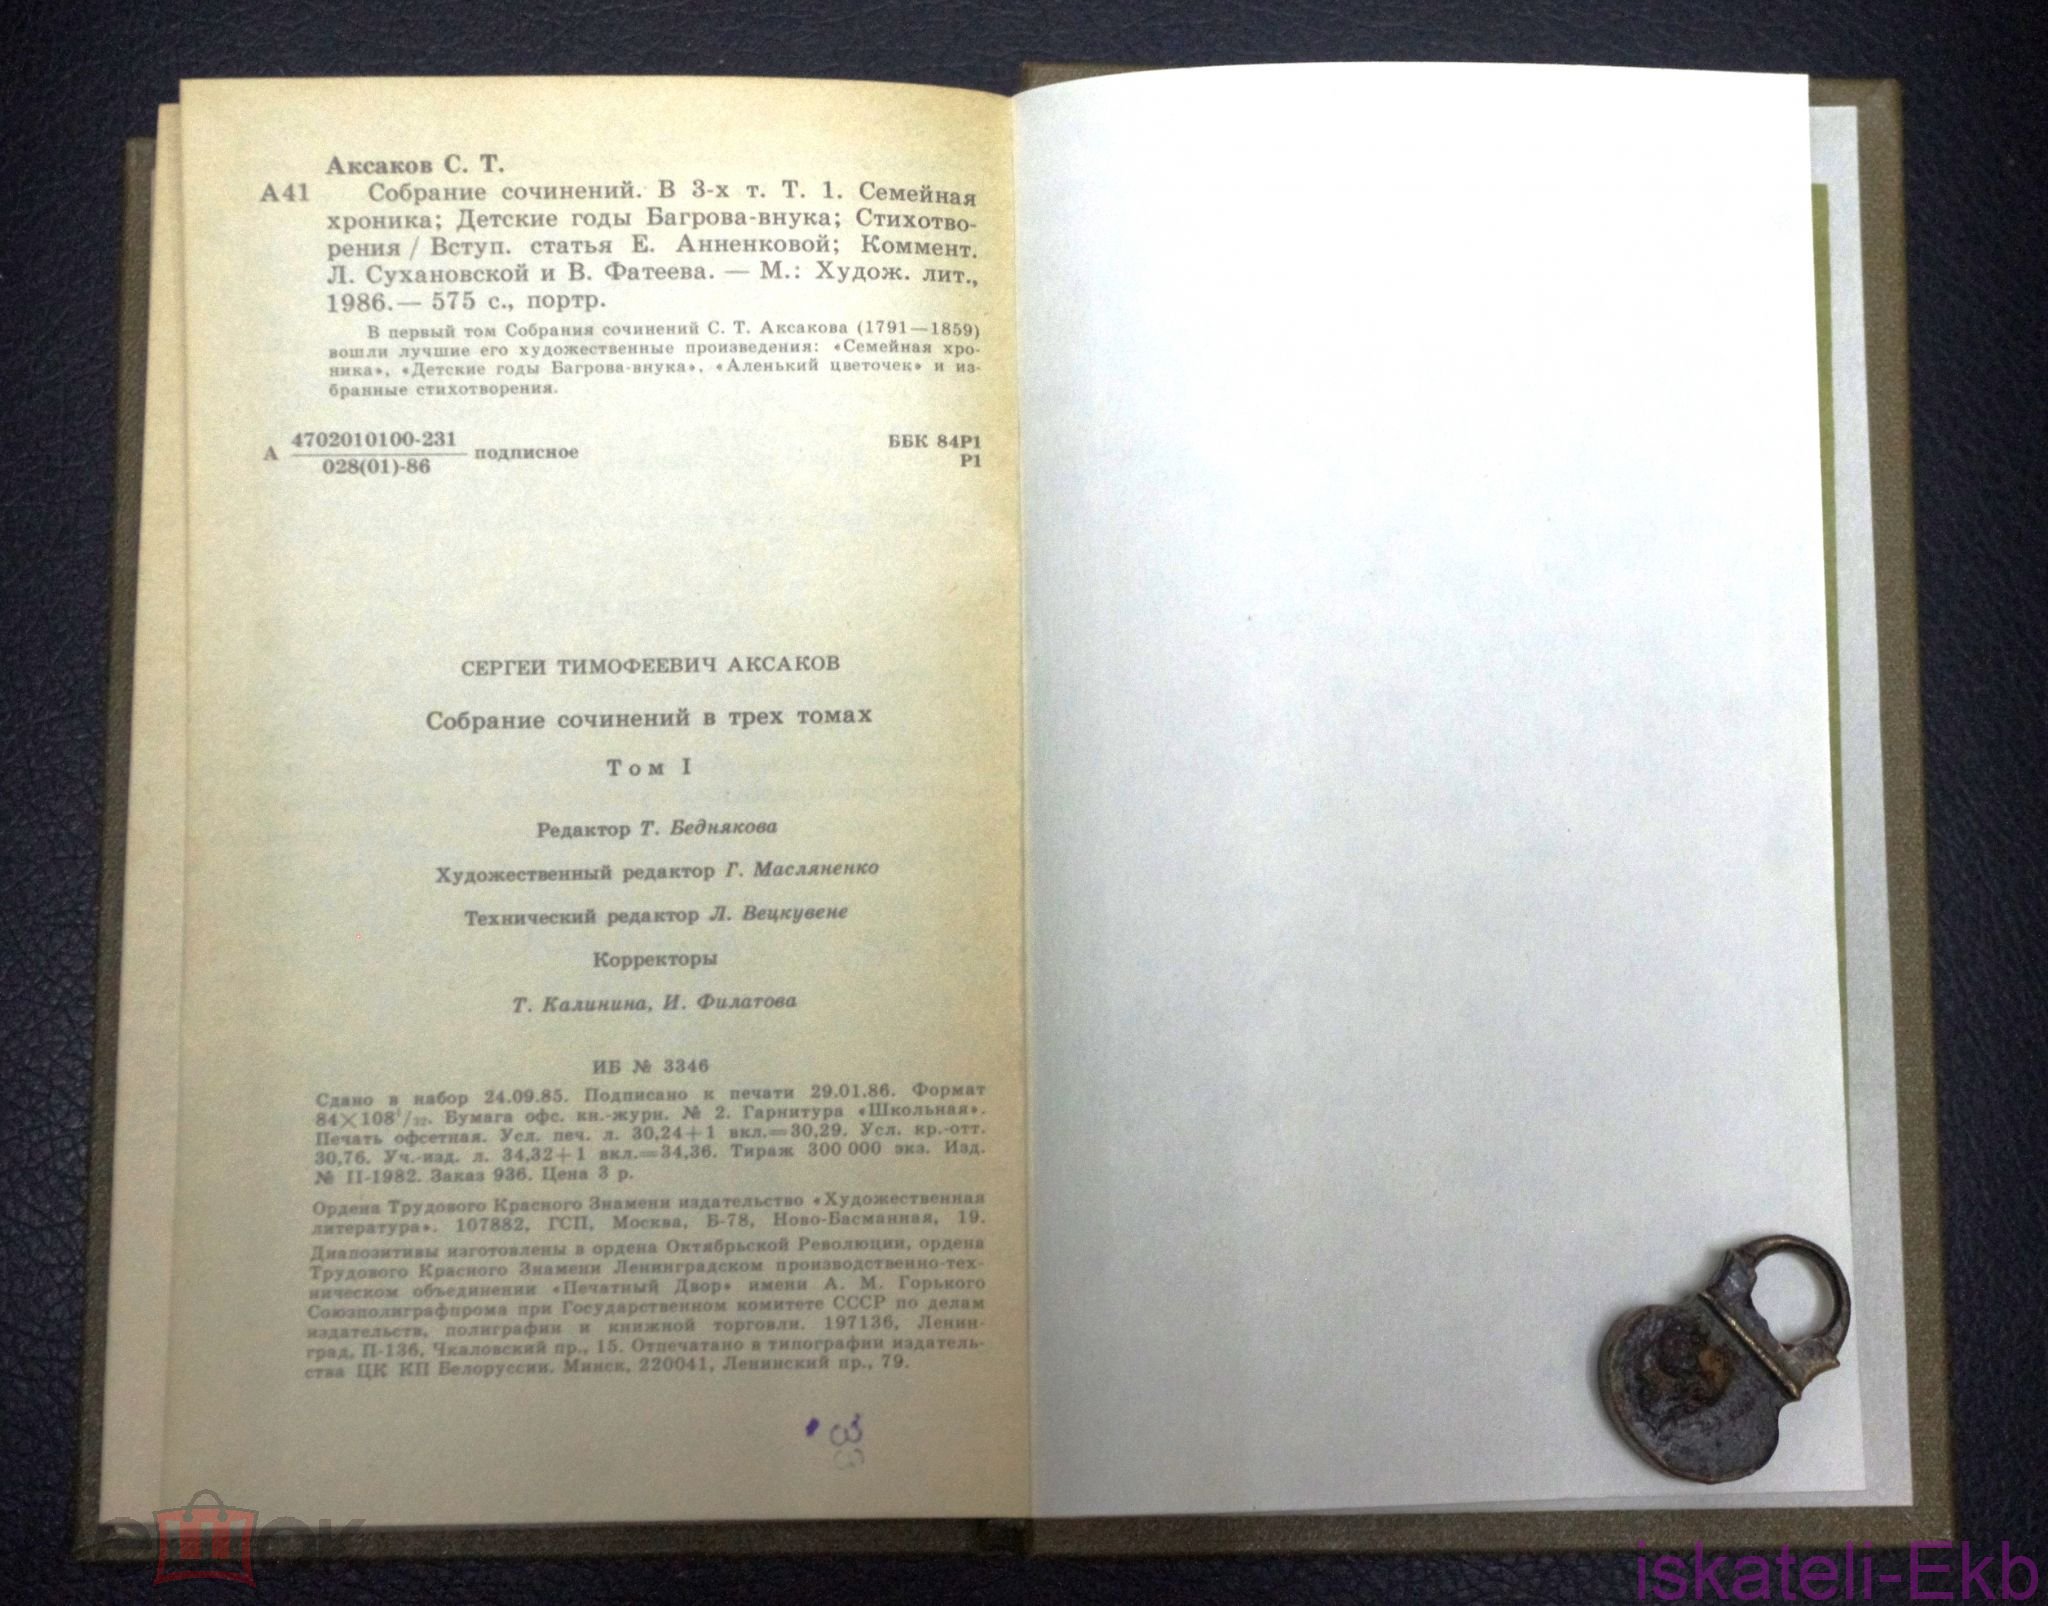 Аксаков С. Т.
А41 Собрание сочинений. В 3-х т. Т. 1. Семейная
хроника; Детские годы Багрова-внука; Стихотво-
рения / Вступ. статья Е. Анненковой; Коммент.
Л. Сухановской и В. Фатеева. — М.: Худож. лит.,
1986.— 575 с., портр.
В первый том Собрания сочинений С. Т. Аксакова (1791—1859)
вошли лучшие его художественные произведения: «Семейная хро-
ника», «Детские годы Багрова-внука», «Аленький цветочек» и из-
бранные стихотворения.
А 4702010100-231 / 028(01)-86 подписное
ББК 84Р1
Р1
СЕРГЕЙ ТИМОФЕЕВИЧ АКСАКОВ
Собрание сочинений в трех томах
Том I
Редактор Т. Беднякова
Художественный редактор Г. Масляненко
Технический редактор Л. Вецкувене
Корректоры
Т. Калинина, И. Филатова
ИБ № 3346
Сдано в набор 24.09.85. Подписано к печати 29.01.86. Формат
84×108¹/₃₂. Бумага офс. кн.-журн. № 2. Гарнитура «Школьная».
Печать офсетная. Усл. печ. л. 30,24+1 вкл.=30,29. Усл. кр.-отт.
30,76. Уч.-изд. л. 34,32+1 вкл.=34,36. Тираж 300 000 экз. Изд.
№ II-1982. Заказ 936. Цена 3 р.
Ордена Трудового Красного Знамени издательство «Художественная
литература». 107882, ГСП, Москва, Б-78, Ново-Басманная, 19.
Диапозитивы изготовлены в ордена Октябрьской Революции, ордена
Трудового Красного Знамени Ленинградском производственно-тех-
ническом объединении «Печатный Двор» имени А. М. Горького
Союзполиграфпрома при Государственном комитете СССР по делам
издательств, полиграфии и книжной торговли. 197136, Ленин-
град, П-136, Чкаловский пр., 15. Отпечатано в типографии издатель-
ства ЦК КП Белоруссии. Минск, 220041, Ленинский пр., 79.
iskateli-Ekb